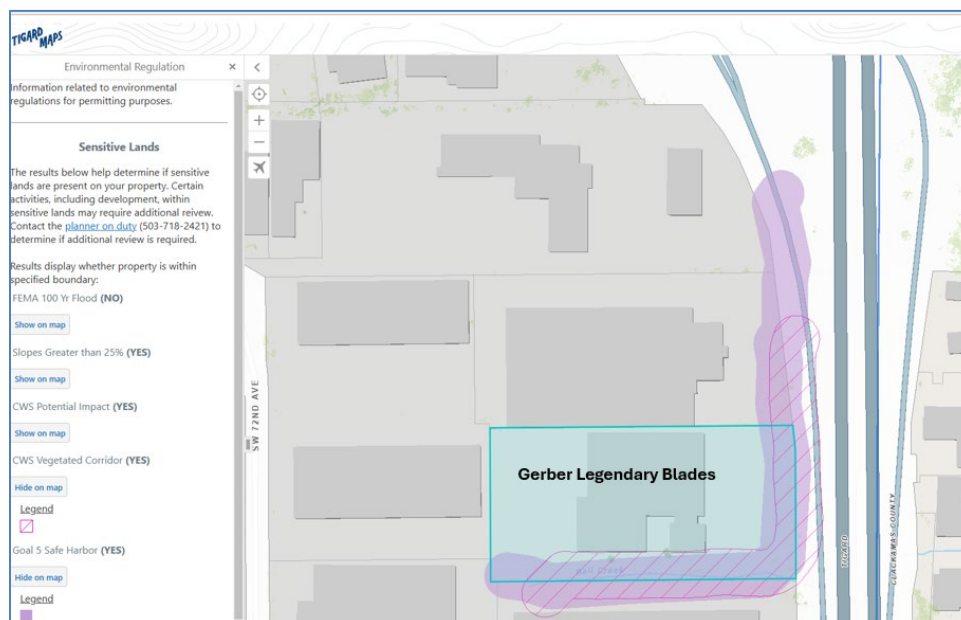 TIGARD
MAPS
Environmental Regulation ×
Information related to environmental
regulations for permitting purposes.
Sensitive Lands
The results below help determine if sensitive
lands are present on your property. Certain
activities, including development, within
sensitive lands may require additional reivew.
Contact the planner on duty (503-718-2421) to
determine if additional review is required.
Results display whether property is within
specified boundary:
FEMA 100 Yr Flood (NO)
Show on map
Slopes Greater than 25% (YES)
Show on map
CWS Potential Impact (YES)
Show on map
CWS Vegetated Corridor (YES)
Hide on map
Legend
Goal 5 Safe Harbor (YES)
Hide on map
Legend
SW 72ND AVE
Gerber Legendary Blades
Ball Creek
TIGARD
CLACKAMAS COUNTY